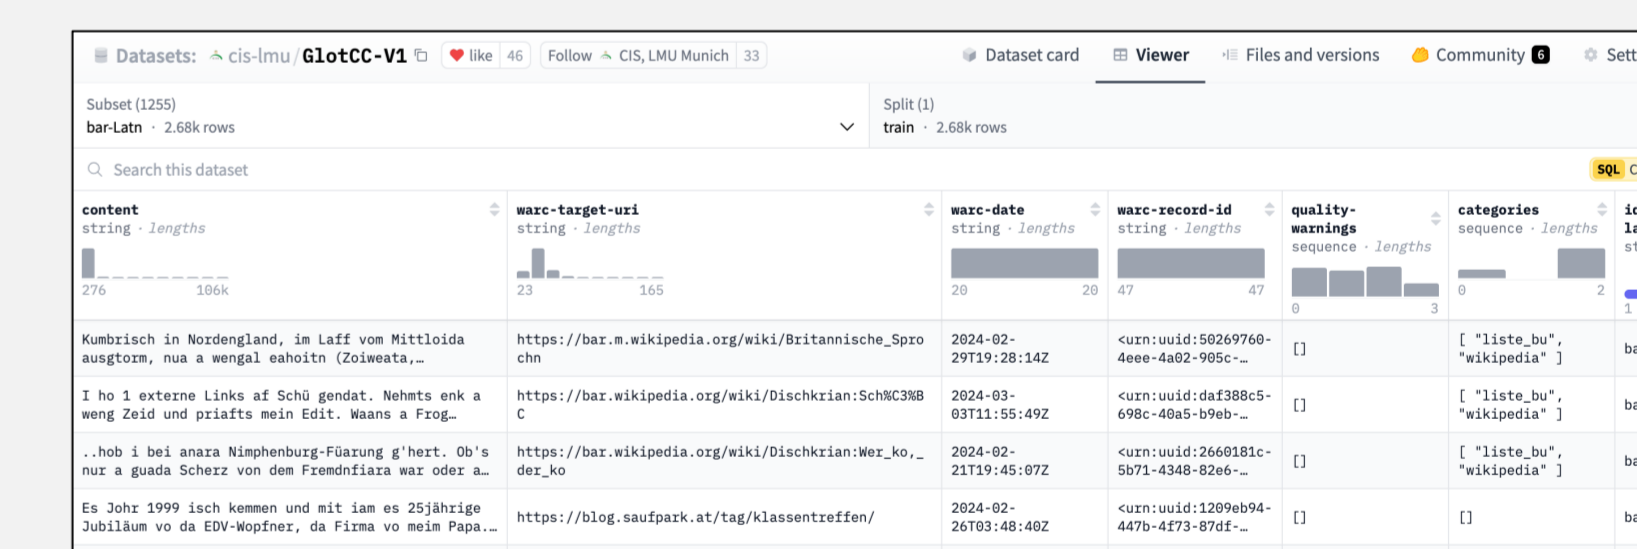 Datasets: cis-lmu/GlotCC-V1 like 46 Follow CIS, LMU Munich 33 Dataset card Viewer Files and versions Community 6
Subset (1255) Split (1)
bar-Latn · 2.68k rows train · 2.68k rows
Search this dataset SQL
content warc-target-uri warc-date warc-record-id quality-warnings categories
string · lengths string · lengths string · lengths string · lengths sequence · lengths sequence · lengths
276 106k 23 165 20 20 47 47 0 3 0 2 1
Kumbrisch in Nordengland, im Laff vom Mittloida https://bar.m.wikipedia.org/wiki/Britannische_Spro 2024-02- <urn:uuid:50269760- [] [ "liste_bu",
ausgtorm, nua a wengal eahoitn (Zoiweata,… chn 29T19:28:14Z 4eee-4a02-905c-… "wikipedia" ]
I ho 1 externe Links af Schü gendat. Nehmts enk a https://bar.wikipedia.org/wiki/Dischkrian:Sch%C3%B 2024-03- <urn:uuid:daf388c5- [] [ "liste_bu",
weng Zeid und priafts mein Edit. Waans a Frog… C 03T11:55:49Z 698c-40a5-b9eb-… "wikipedia" ]
..hob i bei anara Nimphenburg-Füarung g'hert. Ob's https://bar.wikipedia.org/wiki/Dischkrian:Wer_ko,_ 2024-02- <urn:uuid:2660181c- [] [ "liste_bu",
nur a guada Scherz von dem Fremdnfiara war oder a… der_ko 21T19:45:07Z 5b71-4348-82e6-… "wikipedia" ]
Es Johr 1999 isch kemmen und mit iam es 25jährige https://blog.saufpark.at/tag/klassentreffen/ 2024-02- <urn:uuid:1209eb94- [] []
Jubiläum vo da EDV-Wopfner, da Firma vo meim Papa.… 26T03:48:40Z 447b-4f73-87df-…